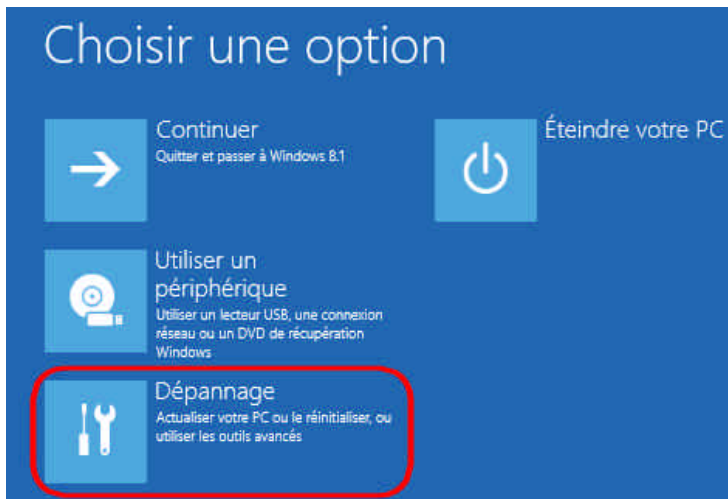 Choisir une option
Continuer
Quitter et passer à Windows 8.1
Éteindre votre PC
Utiliser un
périphérique
Utiliser un lecteur USB, une connexion
réseau ou un DVD de récupération
Windows
Dépannage
Actualiser votre PC ou le réinitialiser, ou
utiliser les outils avancés